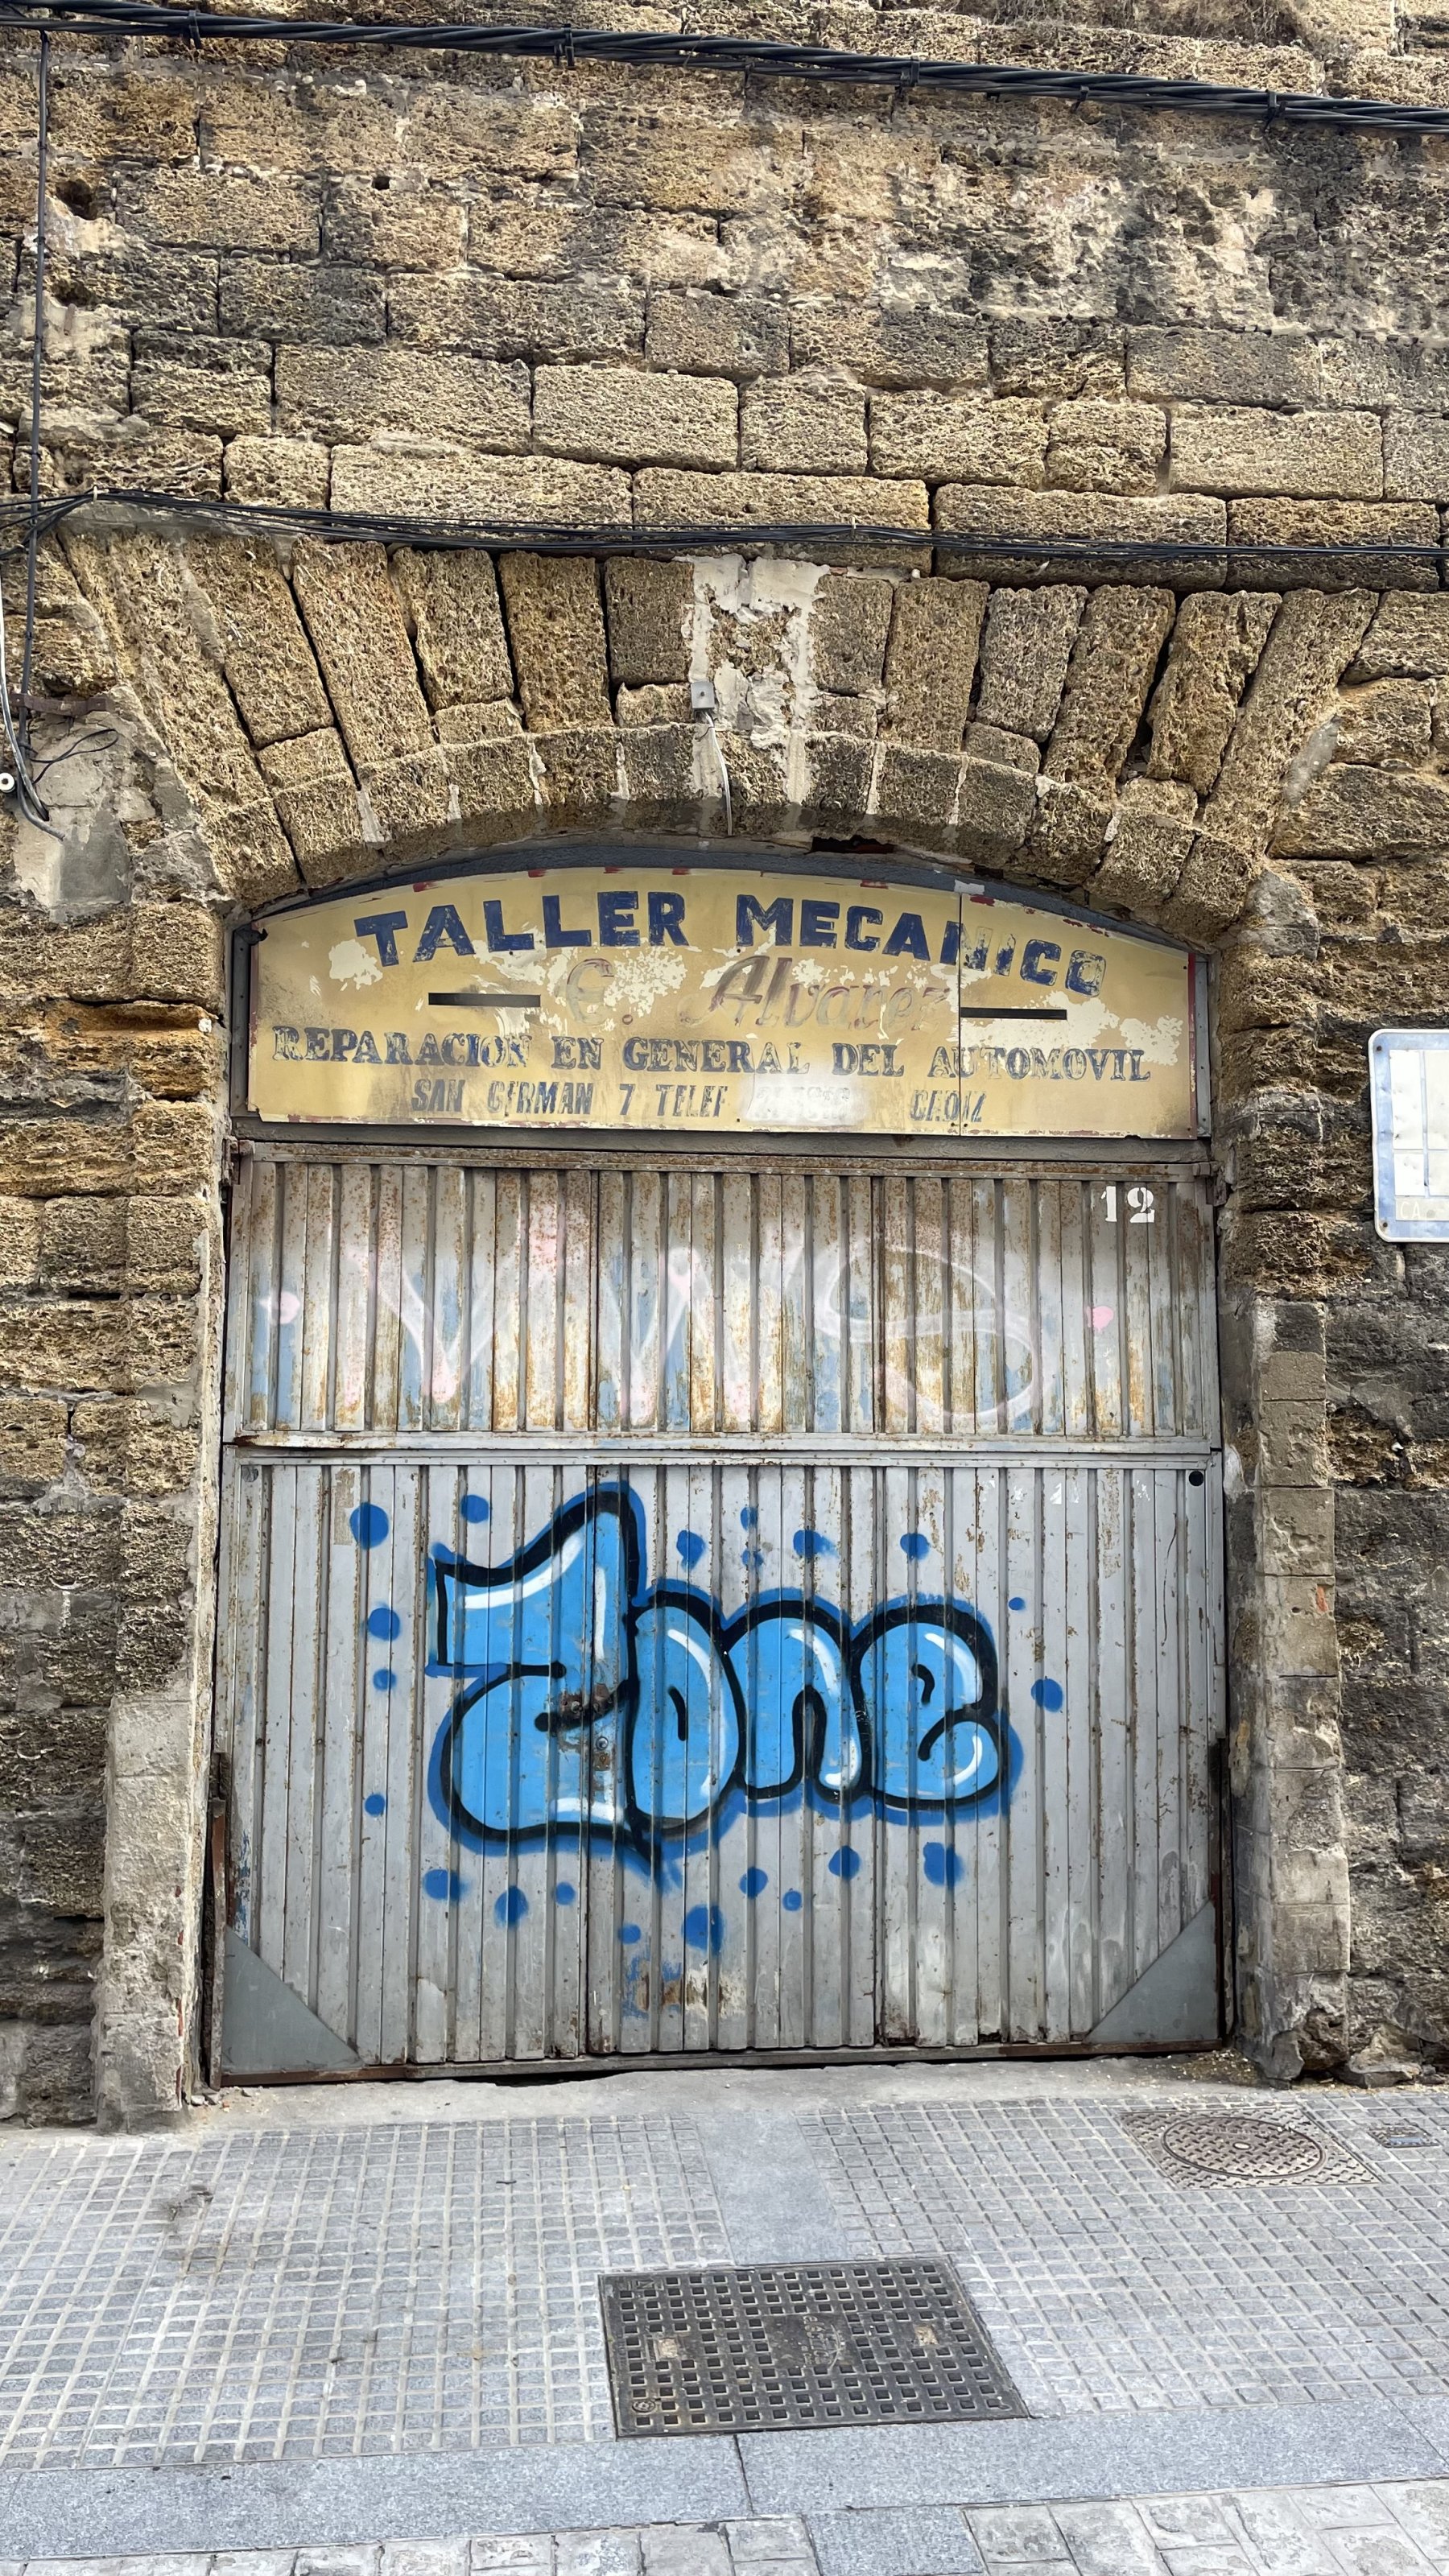 TALLER MECANICO
E. Alvarez
REPARACION EN GENERAL DEL AUTOMOVIL
SAN GERMAN 7 TELEF
12
Zone